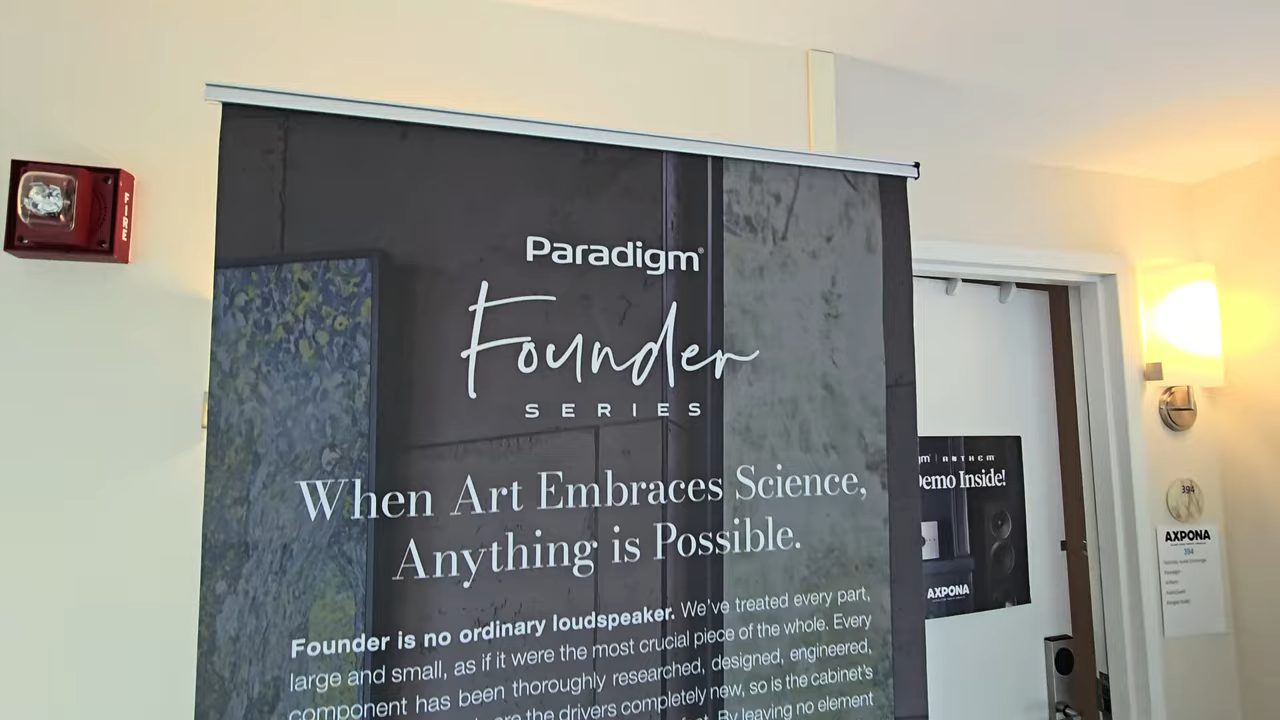 FIRE
Paradigm®
Founder
SERIES
When Art Embraces Science,
Anything is Possible.
Founder is no ordinary loudspeaker. We've treated every part,
large and small, as if it were the most crucial piece of the whole. Every
component has been thoroughly researched, designed, engineered,
the drivers completely new, so is the cabinet's
By leaving no element
ANTHEM
Demo Inside!
AXPONA
394
AXPONA
394